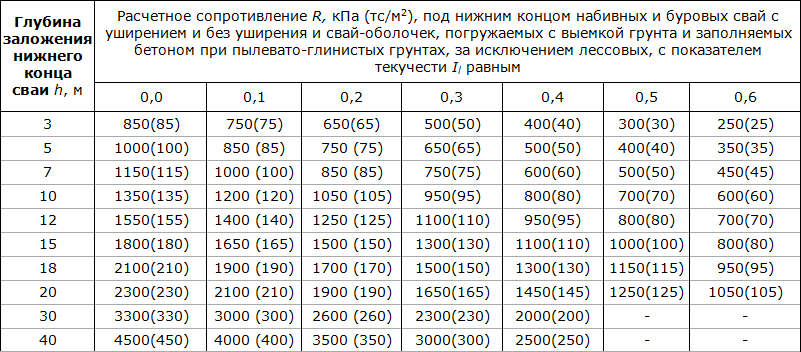 Глубина заложения нижнего конца сваи h, м
Расчетное сопротивление R, кПа (тс/м²), под нижним концом набивных и буровых свай с
уширением и без уширения и свай-оболочек, погружаемых с выемкой грунта и заполняемых
бетоном при пылевато-глинистых грунтах, за исключением лессовых, с показателем
текучести Il равным
0,0 0,1 0,2 0,3 0,4 0,5 0,6
3 850(85) 750(75) 650(65) 500(50) 400(40) 300(30) 250(25)
5 1000(100) 850 (85) 750 (75) 650(65) 500(50) 400(40) 350(35)
7 1150(115) 1000 (100) 850 (85) 750(75) 600(60) 500(50) 450(45)
10 1350(135) 1200 (120) 1050 (105) 950(95) 800(80) 700(70) 600(60)
12 1550(155) 1400 (140) 1250 (125) 1100(110) 950(95) 800(80) 700(70)
15 1800(180) 1650 (165) 1500 (150) 1300(130) 1100(110) 1000(100) 800(80)
18 2100(210) 1900 (190) 1700 (170) 1500(150) 1300(130) 1150(115) 950(95)
20 2300(230) 2100 (210) 1900 (190) 1650(165) 1450(145) 1250(125) 1050(105)
30 3300(330) 3000 (300) 2600 (260) 2300(230) 2000(200) - -
40 4500(450) 4000 (400) 3500 (350) 3000(300) 2500(250) - -